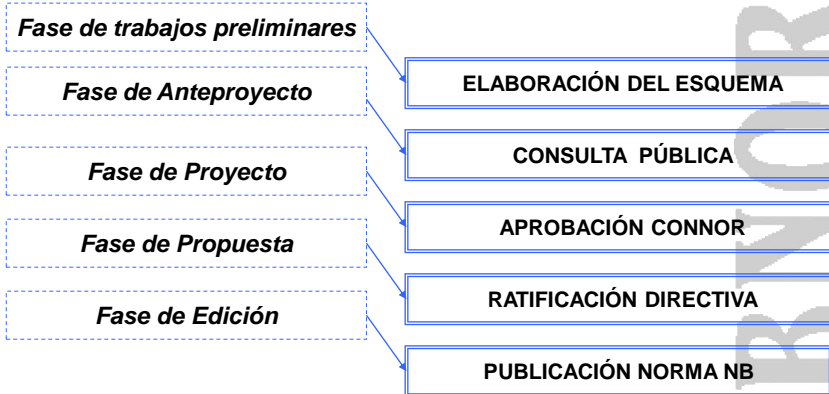 Fase de trabajos preliminares
ELABORACIÓN DEL ESQUEMA
Fase de Anteproyecto
CONSULTA PÚBLICA
Fase de Proyecto
APROBACIÓN CONNOR
Fase de Propuesta
RATIFICACIÓN DIRECTIVA
Fase de Edición
PUBLICACIÓN NORMA NB
BNOR